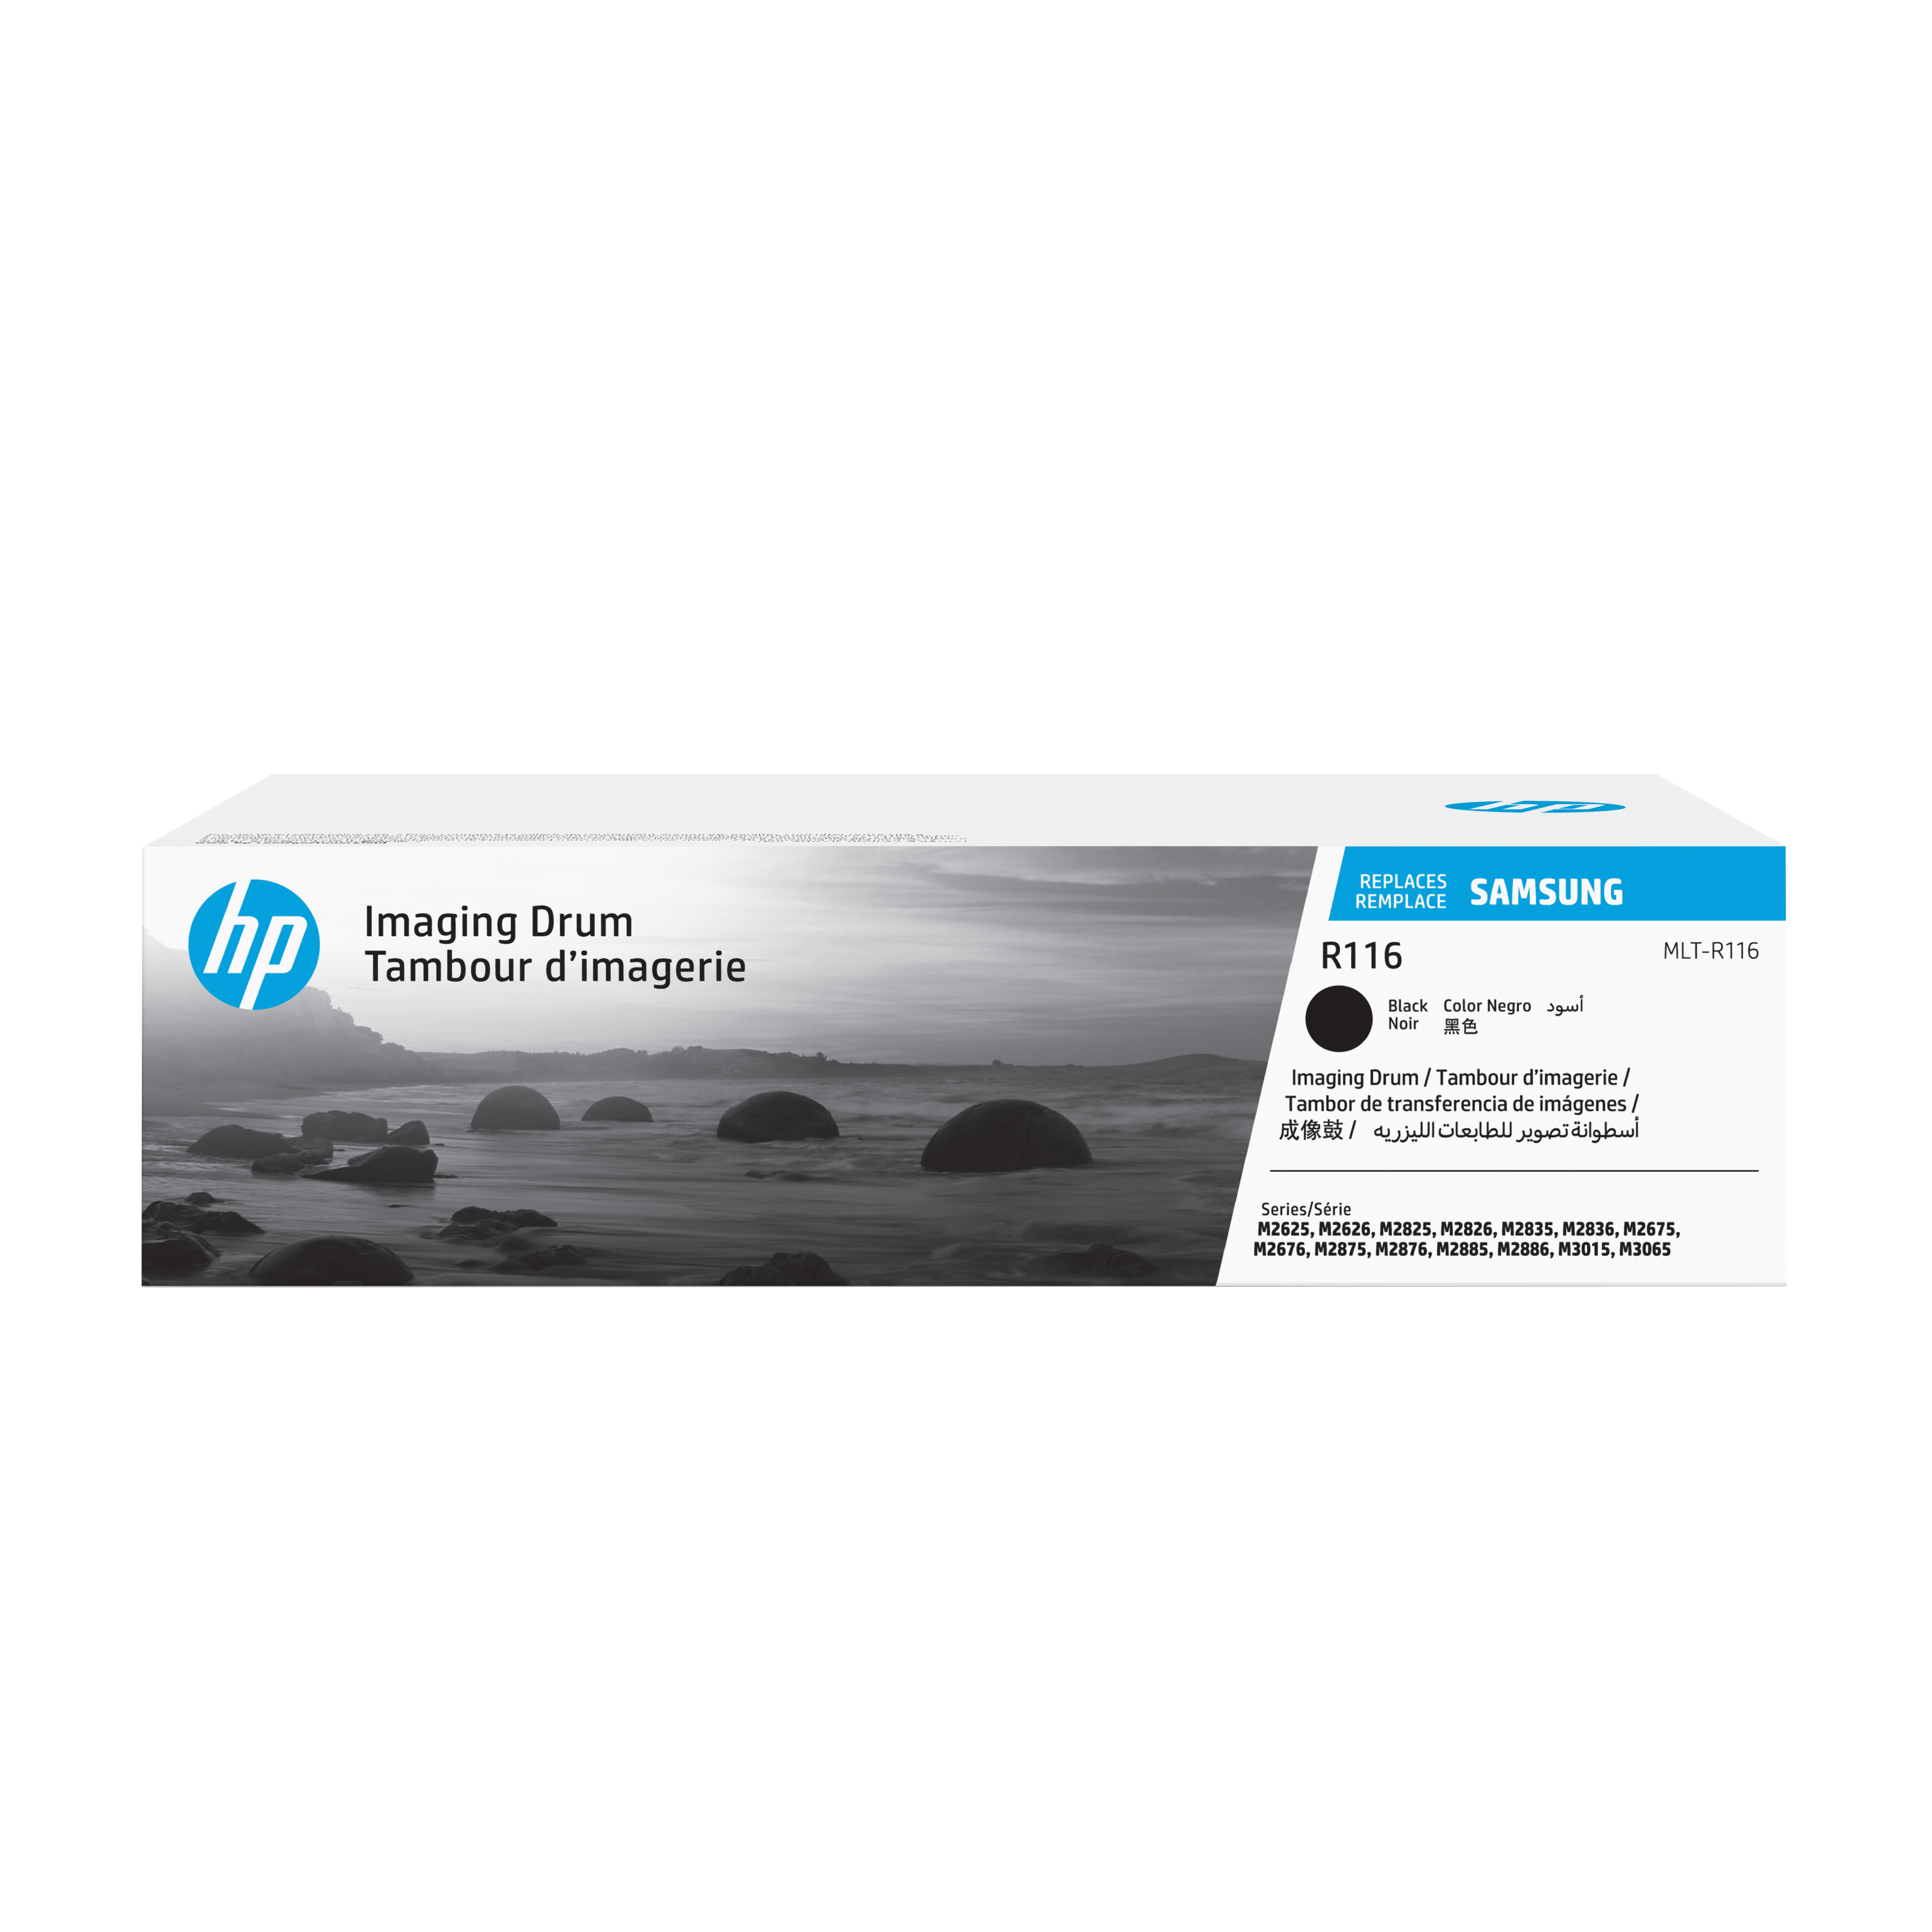 hp
hp
Imaging Drum
Tambour d'imagerie
REPLACES
REMPLACE
SAMSUNG
R116
MLT-R116
Black Color Negro أسود
Noir 黑色
Imaging Drum / Tambour d'imagerie /
Tambor de transferencia de imágenes /
成像鼓 / أسطوانة تصوير للطابعات الليزريه
Series/Série
M2625, M2626, M2825, M2826, M2835, M2836, M2675,
M2676, M2875, M2876, M2885, M2886, M3015, M3065